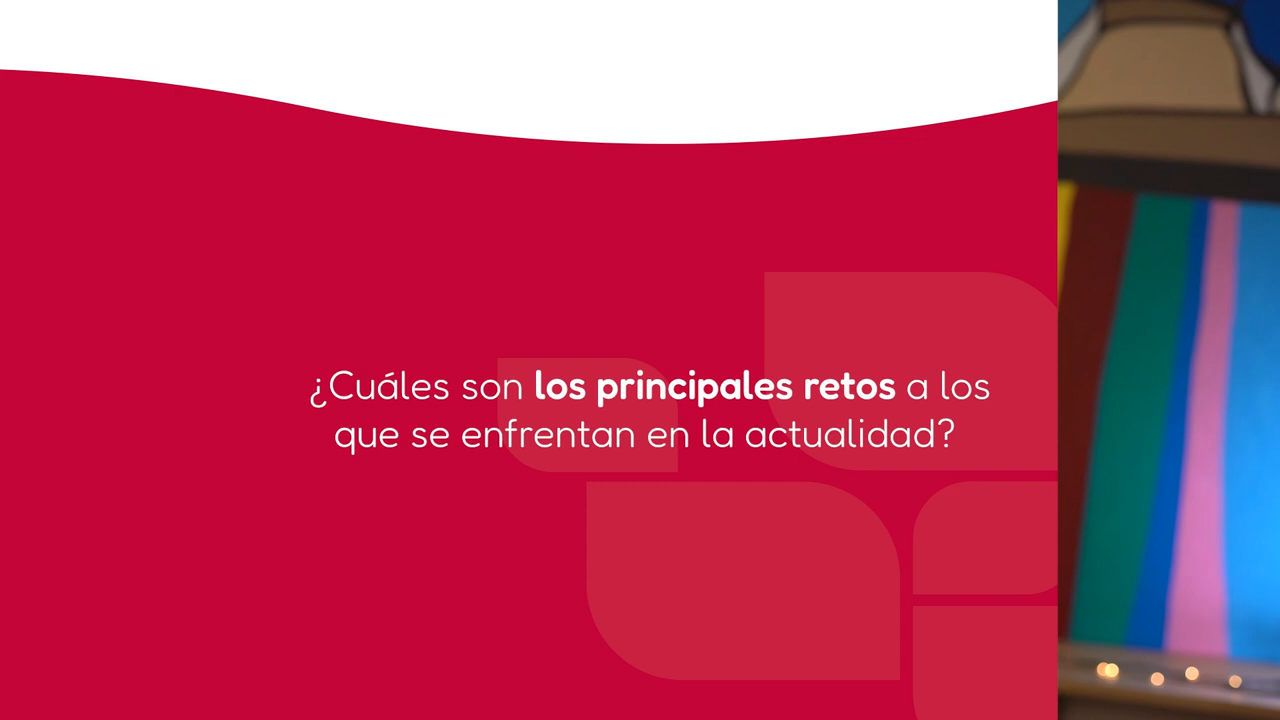 ¿Cuáles son los principales retos a los
que se enfrentan en la actualidad?